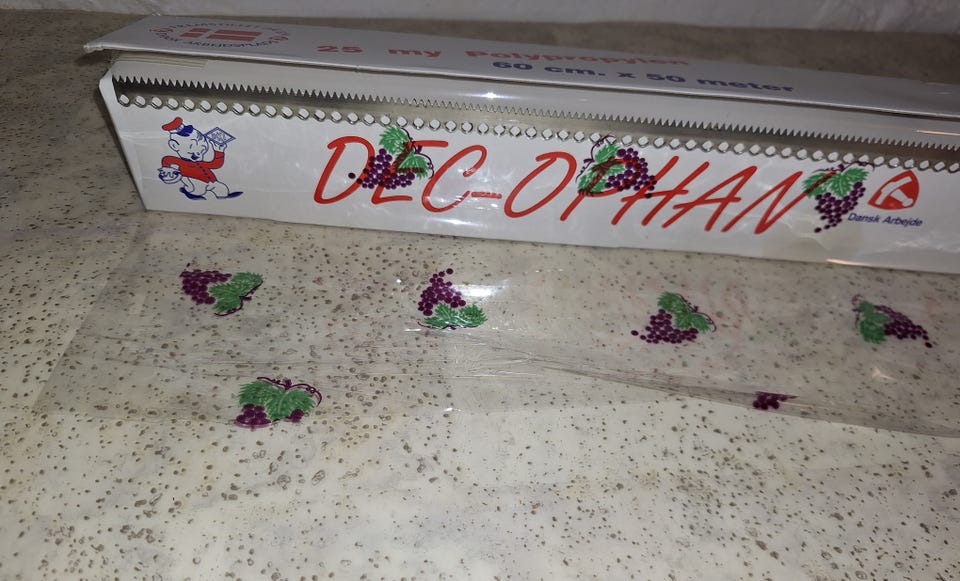 25 my Polypropylen
60 cm. x 50 meter
DEC-OPHAN
Dansk Arbejde